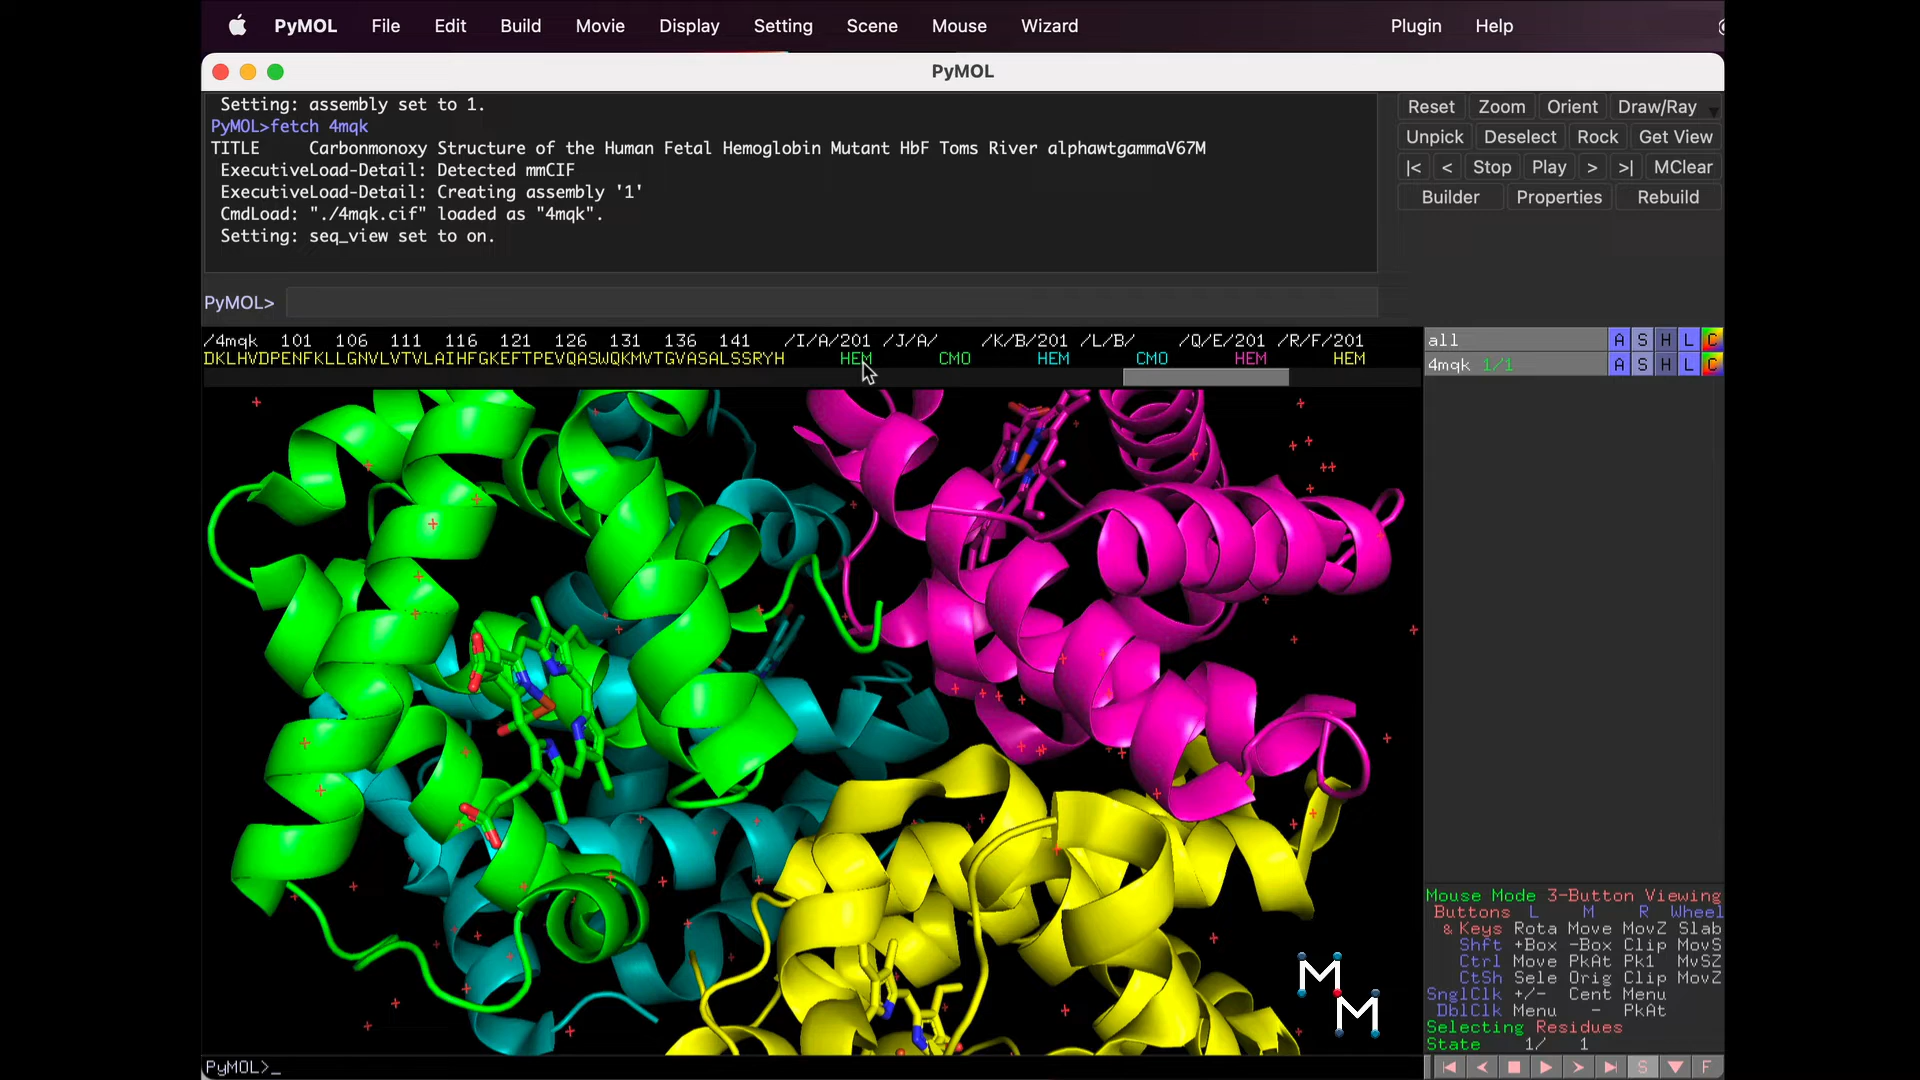 PyMOL File Edit Build Movie Display Setting Scene Mouse Wizard Plugin Help
PyMOL
Setting: assembly set to 1.
PyMOL>fetch 4mqk
TITLE Carbonmonoxy Structure of the Human Fetal Hemoglobin Mutant HbF Toms River alphawtgammaV67M
ExecutiveLoad-Detail: Detected mmCIF
ExecutiveLoad-Detail: Creating assembly '1'
CmdLoad: "./4mqk.cif" loaded as "4mqk".
Setting: seq_view set to on.
Reset Zoom Orient Draw/Ray
Unpick Deselect Rock Get View
|< < Stop Play > >| MClear
Builder Properties Rebuild
PyMOL>
/4mqk 101 106 111 116 121 126 131 136 141 /I/A/201 /J/A/ /K/B/201 /L/B/ /Q/E/201 /R/F/201
DKLHVDPENFKLLGNVLVTVLAIHFGKEFTPEVQASWQKMVTGVASALSSRYH HEM CMO HEM CMO HEM HEM
all A S H L C
4mqk 1/1 A S H L C
M
M
Mouse Mode 3-Button Viewing
Buttons L M R Wheel
& Keys Rota Move MovZ Slab
Shft +Box -Box Clip MovS
Ctrl Move PkAt Pk1 MvSZ
CtSh Sele Orig Clip MovZ
SnglClk +/- Cent Menu
DblClk Menu - PkAt
Selecting Residues
State 1/ 1
PyMOL>_
S F